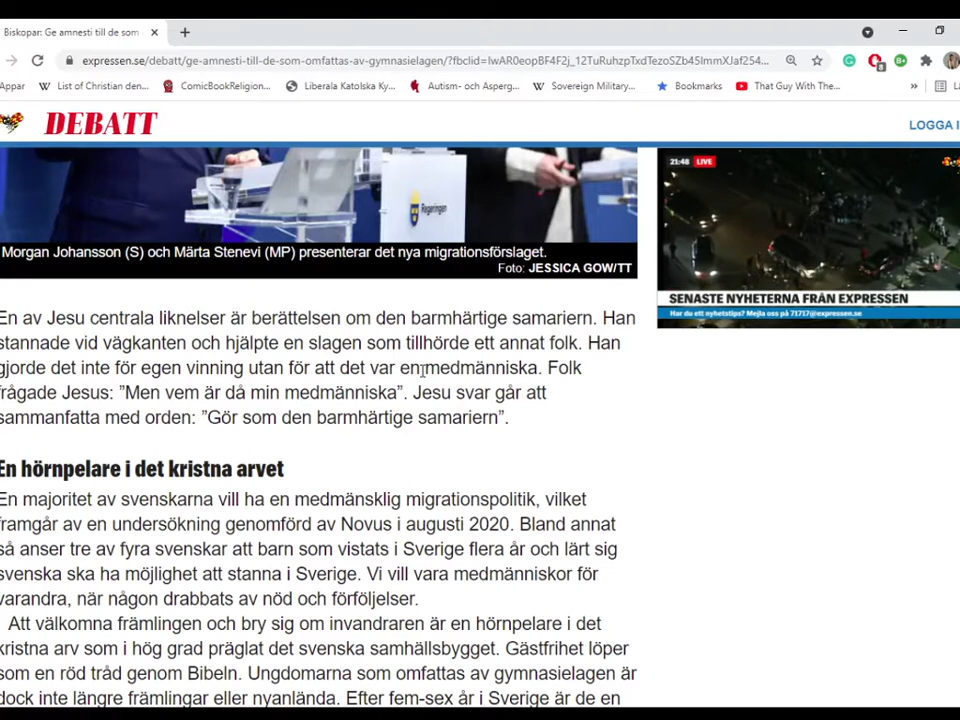 Biskopar: Ge amnesti till de som
expressen.se/debatt/ge-amnesti-till-de-som-omfattas-av-gymnasielagen/?fbclid=
Appar
List of Christian den...
ComicBookReligion...
Liberala Katolska Ky...
Autism- och Asperg...
Sovereign Military...
Bookmarks
That Guy With The...
»
DEBATT
LOGGA I
Regeringen
Morgan Johansson (S) och Märta Stenevi (MP) presenterar det nya migrationsförslaget.
Foto: JESSICA GOW/TT
21:48 LIVE
SENASTE NYHETERNA FRÅN EXPRESSEN
Har du ett nyhetstips? Mejla oss på 71717@expressen.se
En av Jesu centrala liknelser är berättelsen om den barmhärtige samariern. Han
stannade vid vägkanten och hjälpte en slagen som tillhörde ett annat folk. Han
gjorde det inte för egen vinning utan för att det var en medmänniska. Folk
frågade Jesus: ”Men vem är då min medmänniska”. Jesu svar går att
sammanfatta med orden: ”Gör som den barmhärtige samariern”.
En hörnpelare i det kristna arvet
En majoritet av svenskarna vill ha en medmänsklig migrationspolitik, vilket
framgår av en undersökning genomförd av Novus i augusti 2020. Bland annat
så anser tre av fyra svenskar att barn som vistats i Sverige flera år och lärt sig
svenska ska ha möjlighet att stanna i Sverige. Vi vill vara medmänniskor för
varandra, när någon drabbats av nöd och förföljelser.
Att välkomna främlingen och bry sig om invandraren är en hörnpelare i det
kristna arv som i hög grad präglat det svenska samhällsbygget. Gästfrihet löper
som en röd tråd genom Bibeln. Ungdomarna som omfattas av gymnasielagen är
dock inte längre främlingar eller nyanlända. Efter fem-sex år i Sverige är de en